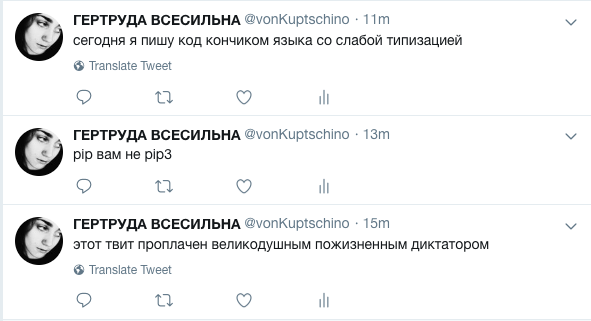 ГЕРТРУДА ВСЕСИЛЬНА @vonKuptschino · 11m
сегодня я пишу код кончиком языка со слабой типизацией
Translate Tweet
ГЕРТРУДА ВСЕСИЛЬНА @vonKuptschino · 13m
pip вам не pip3
ГЕРТРУДА ВСЕСИЛЬНА @vonKuptschino · 15m
этот твит проплачен великодушным пожизненным диктатором
Translate Tweet